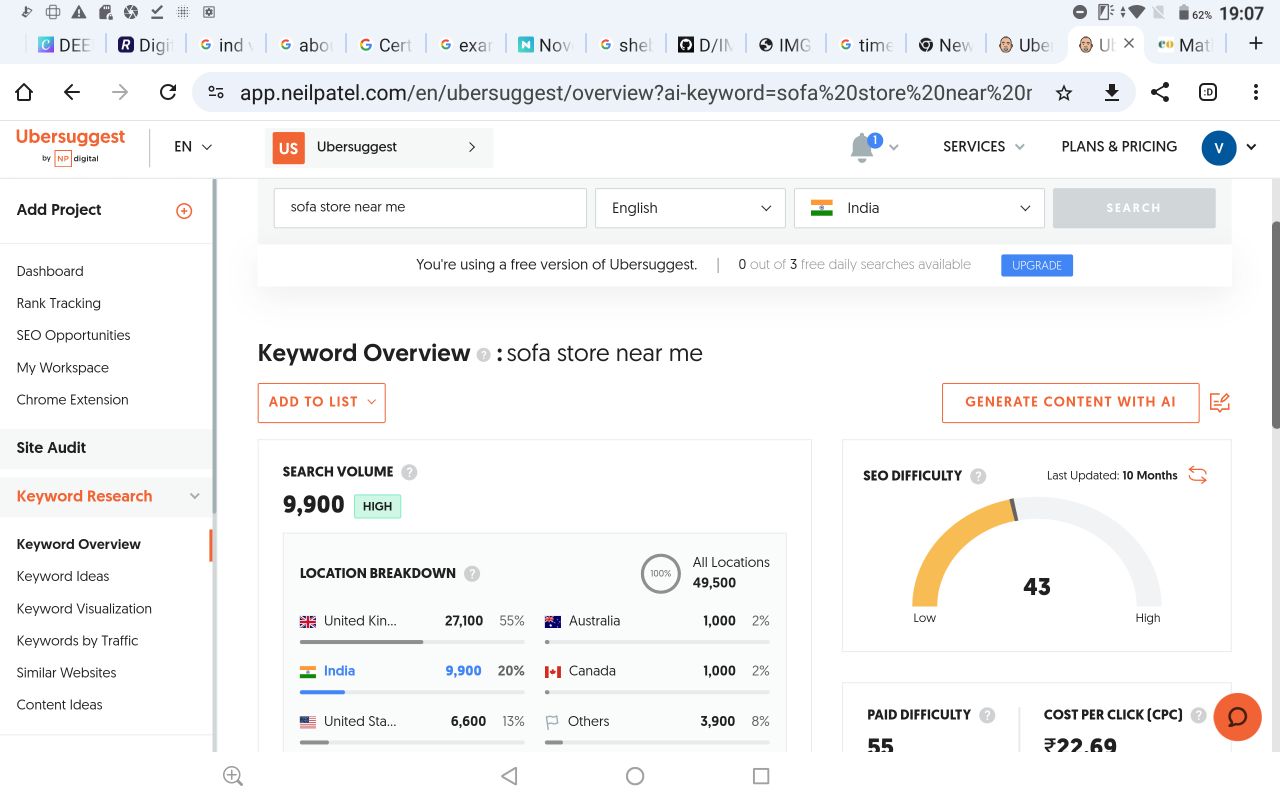 62% 19:07
DEE Digi ind abo Cert exar Nov she D/IM IMG time New Uber Ub Mat
app.neilpatel.com/en/ubersuggest/overview?ai-keyword=sofa%20store%20near%20r
:D
Ubersuggest
by NP digital
EN
US Ubersuggest
1
SERVICES
PLANS & PRICING
V
Add Project
Dashboard
Rank Tracking
SEO Opportunities
My Workspace
Chrome Extension
Site Audit
Keyword Research
Keyword Overview
Keyword Ideas
Keyword Visualization
Keywords by Traffic
Similar Websites
Content Ideas
sofa store near me
English
India
SEARCH
You're using a free version of Ubersuggest. | 0 out of 3 free daily searches available UPGRADE
Keyword Overview ? : sofa store near me
ADD TO LIST
GENERATE CONTENT WITH AI
SEARCH VOLUME ?
9,900 HIGH
LOCATION BREAKDOWN ?
100%
All Locations
49,500
United Kin... 27,100 55%
Australia 1,000 2%
India 9,900 20%
Canada 1,000 2%
United Sta... 6,600 13%
Others 3,900 8%
SEO DIFFICULTY ?
Last Updated: 10 Months
43
Low High
PAID DIFFICULTY ?
55
COST PER CLICK (CPC) ?
₹22.69